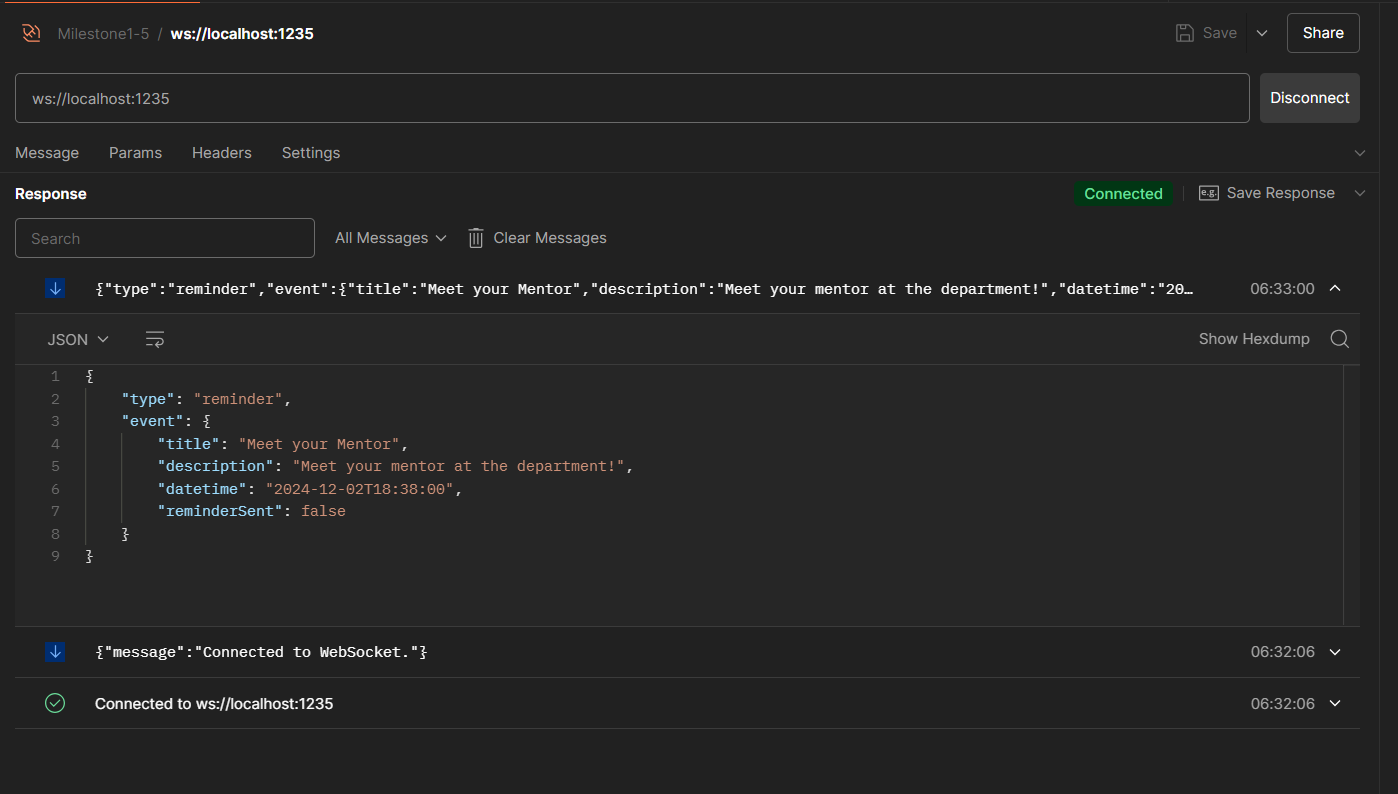 Milestone1-5 / ws://localhost:1235 Save Share
ws://localhost:1235 Disconnect
Message Params Headers Settings
Response Connected e.g. Save Response
Search All Messages Clear Messages
{"type":"reminder","event":{"title":"Meet your Mentor","description":"Meet your mentor at the department!","datetime":"20… 06:33:00
JSON Show Hexdump
1 {
2 "type": "reminder",
3 "event": {
4 "title": "Meet your Mentor",
5 "description": "Meet your mentor at the department!",
6 "datetime": "2024-12-02T18:38:00",
7 "reminderSent": false
8 }
9 }
{"message":"Connected to WebSocket."} 06:32:06
Connected to ws://localhost:1235 06:32:06